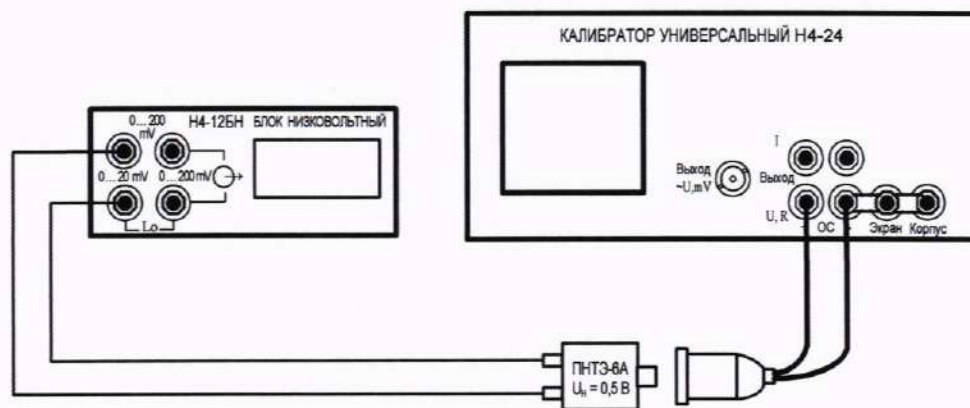 КАЛИБРАТОР УНИВЕРСАЛЬНЫЙ Н4-24
0...200
mV
Н4-12БН БЛОК НИЗКОВОЛЬТНЫЙ
0...20 mV
0...200 mV
Lo
I
Выход
~U,mV
Выход
U, R
ОС
Экран
Корпус
ПНТЭ-6А
Uн = 0,5 В